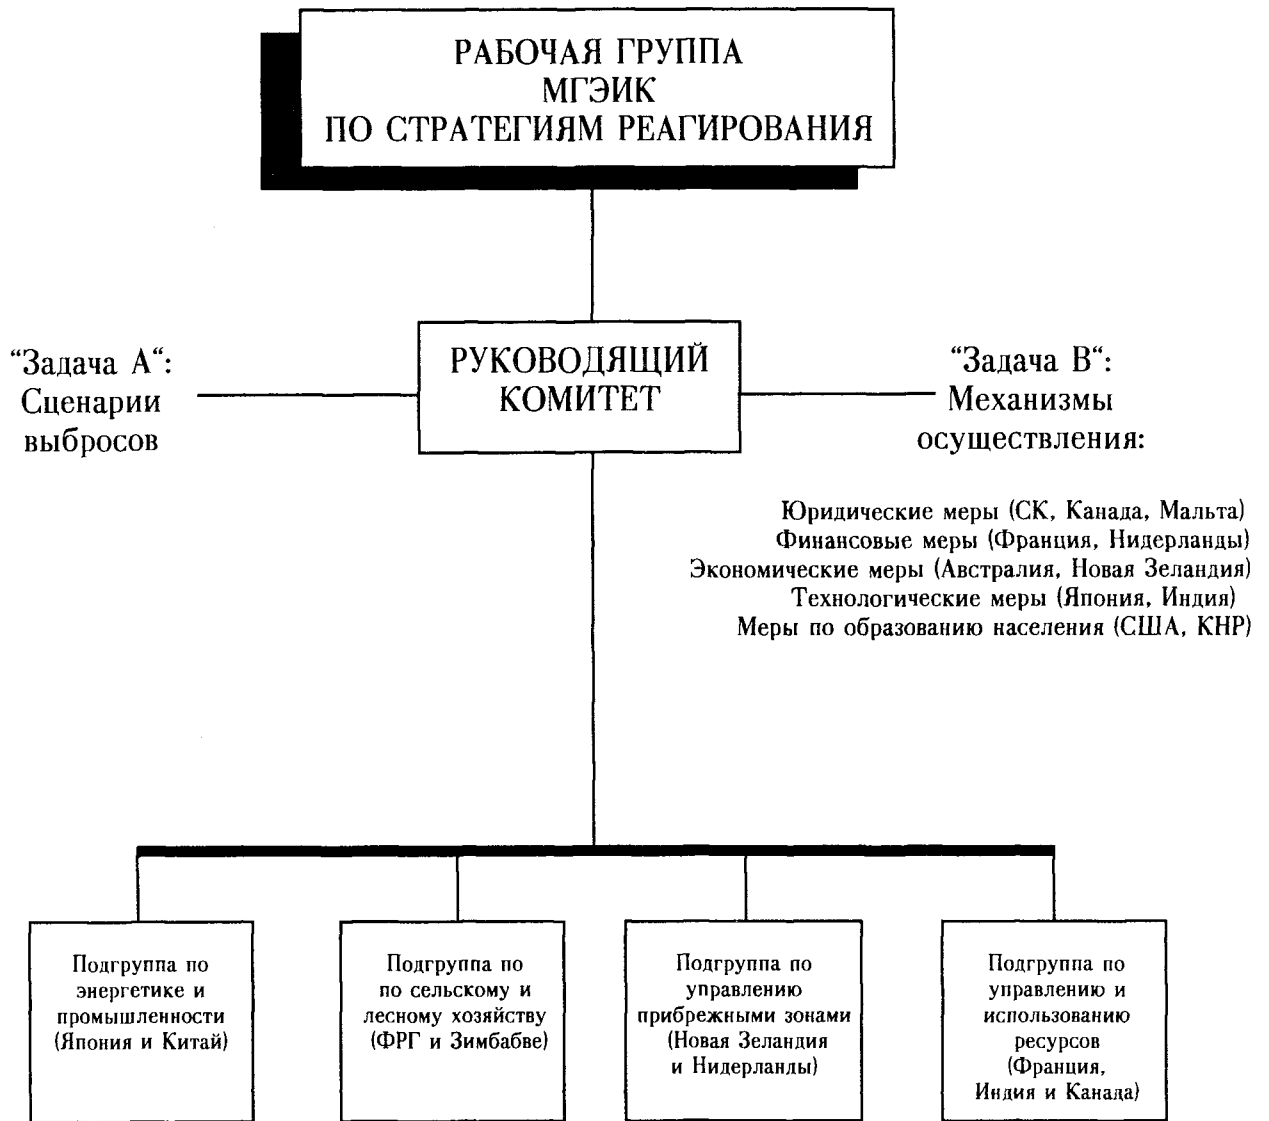 РАБОЧАЯ ГРУППА
МГЭИК
ПО СТРАТЕГИЯМ РЕАГИРОВАНИЯ
“Задача А“:
Сценарии
выбросов
РУКОВОДЯЩИЙ
КОМИТЕТ
“Задача В“:
Механизмы
осуществления:
Юридические меры (СК, Канада, Мальта)
Финансовые меры (Франция, Нидерланды)
Экономические меры (Австралия, Новая Зеландия)
Технологические меры (Япония, Индия)
Меры по образованию населения (США, КНР)
Подгруппа по
энергетике и
промышленности
(Япония и Китай)
Подгруппа по
по сельскому и
лесному хозяйству
(ФРГ и Зимбабве)
Подгруппа по
управлению
прибрежными зонами
(Новая Зеландия
и Нидерланды)
Подгруппа по
управлению и
использованию
ресурсов
(Франция,
Индия и Канада)